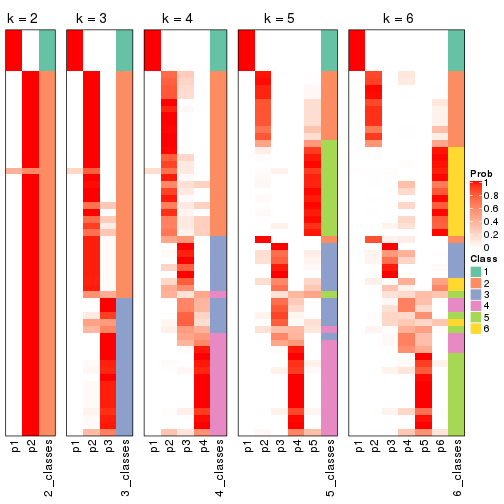 k = 2
k = 3
k = 4
k = 5
k = 6
Prob
1
0.8
0.6
0.4
0.2
0
Class
1
2
3
4
5
6
p1
p2
2_classes
p1
p2
p3
3_classes
p1
p2
p3
p4
4_classes
p1
p2
p3
p4
p5
5_classes
p1
p2
p3
p4
p5
p6
6_classes